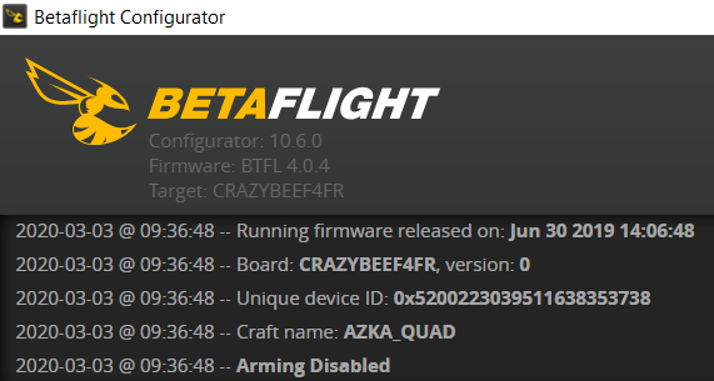 Betaflight Configurator
BETAFLIGHT
Configurator: 10.6.0
Firmware: BTFL 4.0.4
Target: CRAZYBEEF4FR
2020-03-03 @ 09:36:48 -- Running firmware released on: Jun 30 2019 14:06:48
2020-03-03 @ 09:36:48 -- Board: CRAZYBEEF4FR, version: 0
2020-03-03 @ 09:36:48 -- Unique device ID: 0x5200223039511638353738
2020-03-03 @ 09:36:48 -- Craft name: AZKA_QUAD
2020-03-03 @ 09:36:48 -- Arming Disabled